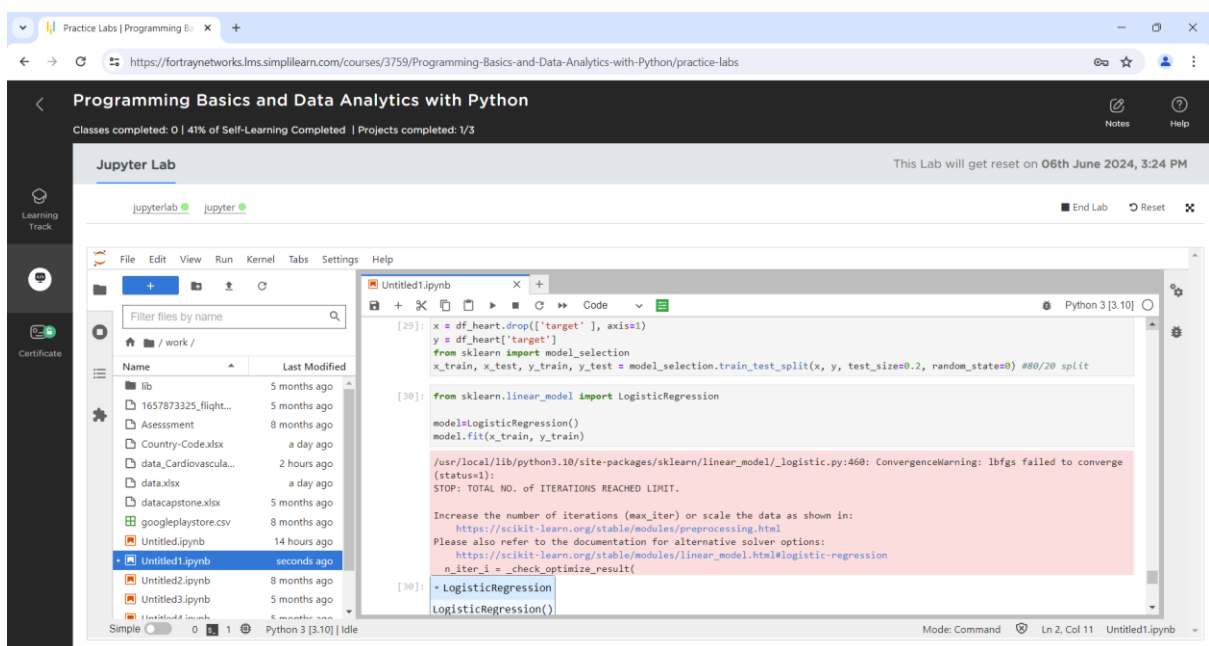 Practice Labs | Programming Ba
https://fortraynetworks.lms.simplilearn.com/courses/3759/Programming-Basics-and-Data-Analytics-with-Python/practice-labs
Programming Basics and Data Analytics with Python
Classes completed: 0 | 41% of Self-Learning Completed | Projects completed: 1/3
Notes
Help
Jupyter Lab
This Lab will get reset on 06th June 2024, 3:24 PM
Learning
Track
Certificate
jupyterlab
jupyter
End Lab
Reset
File Edit View Run Kernel Tabs Settings Help
Filter files by name
/ work /
Name Last Modified
lib 5 months ago
1657873325_flight... 5 months ago
Asesssment 8 months ago
Country-Code.xlsx a day ago
data_Cardiovascula... 2 hours ago
data.xlsx a day ago
datacapstone.xlsx 5 months ago
googleplaystore.csv 8 months ago
Untitled.ipynb 14 hours ago
Untitled1.ipynb seconds ago
Untitled2.ipynb 8 months ago
Untitled3.ipynb 5 months ago
Untitled4.ipynb 5 months ago
Untitled1.ipynb
Code
Python 3 [3.10]
[29]: x = df_heart.drop(['target' ], axis=1)
y = df_heart['target']
from sklearn import model_selection
x_train, x_test, y_train, y_test = model_selection.train_test_split(x, y, test_size=0.2, random_state=0) #80/20 split
[30]: from sklearn.linear_model import LogisticRegression
model=LogisticRegression()
model.fit(x_train, y_train)
/usr/local/lib/python3.10/site-packages/sklearn/linear_model/_logistic.py:460: ConvergenceWarning: lbfgs failed to converge
(status=1):
STOP: TOTAL NO. of ITERATIONS REACHED LIMIT.
Increase the number of iterations (max_iter) or scale the data as shown in:
https://scikit-learn.org/stable/modules/preprocessing.html
Please also refer to the documentation for alternative solver options:
https://scikit-learn.org/stable/modules/linear_model.html#logistic-regression
n_iter_i = _check_optimize_result(
[30]: LogisticRegression
LogisticRegression()
Simple 0 1 Python 3 [3.10] | Idle
Mode: Command Ln 2, Col 11 Untitled1.ipynb